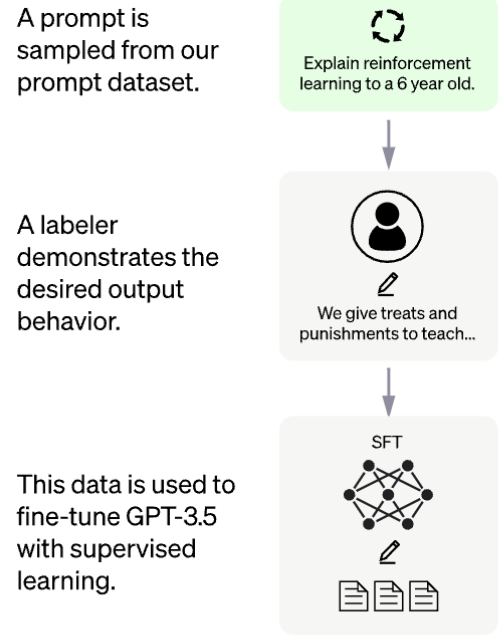 A prompt is
sampled from our
prompt dataset.
Explain reinforcement
learning to a 6 year old.
A labeler
demonstrates the
desired output
behavior.
We give treats and
punishments to teach...
This data is used to
fine-tune GPT-3.5
with supervised
learning.
SFT